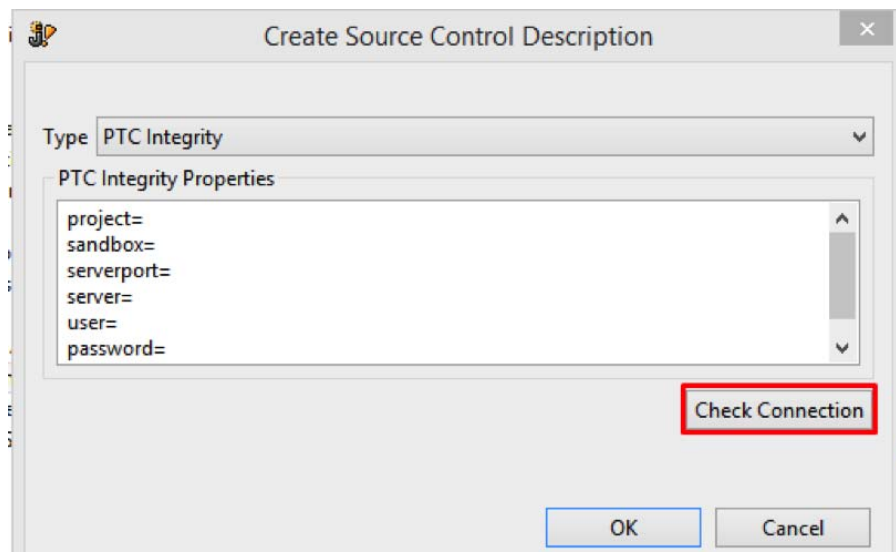 Create Source Control Description
Type PTC Integrity
PTC Integrity Properties
project=
sandbox=
serverport=
server=
user=
password=
Check Connection
OK Cancel